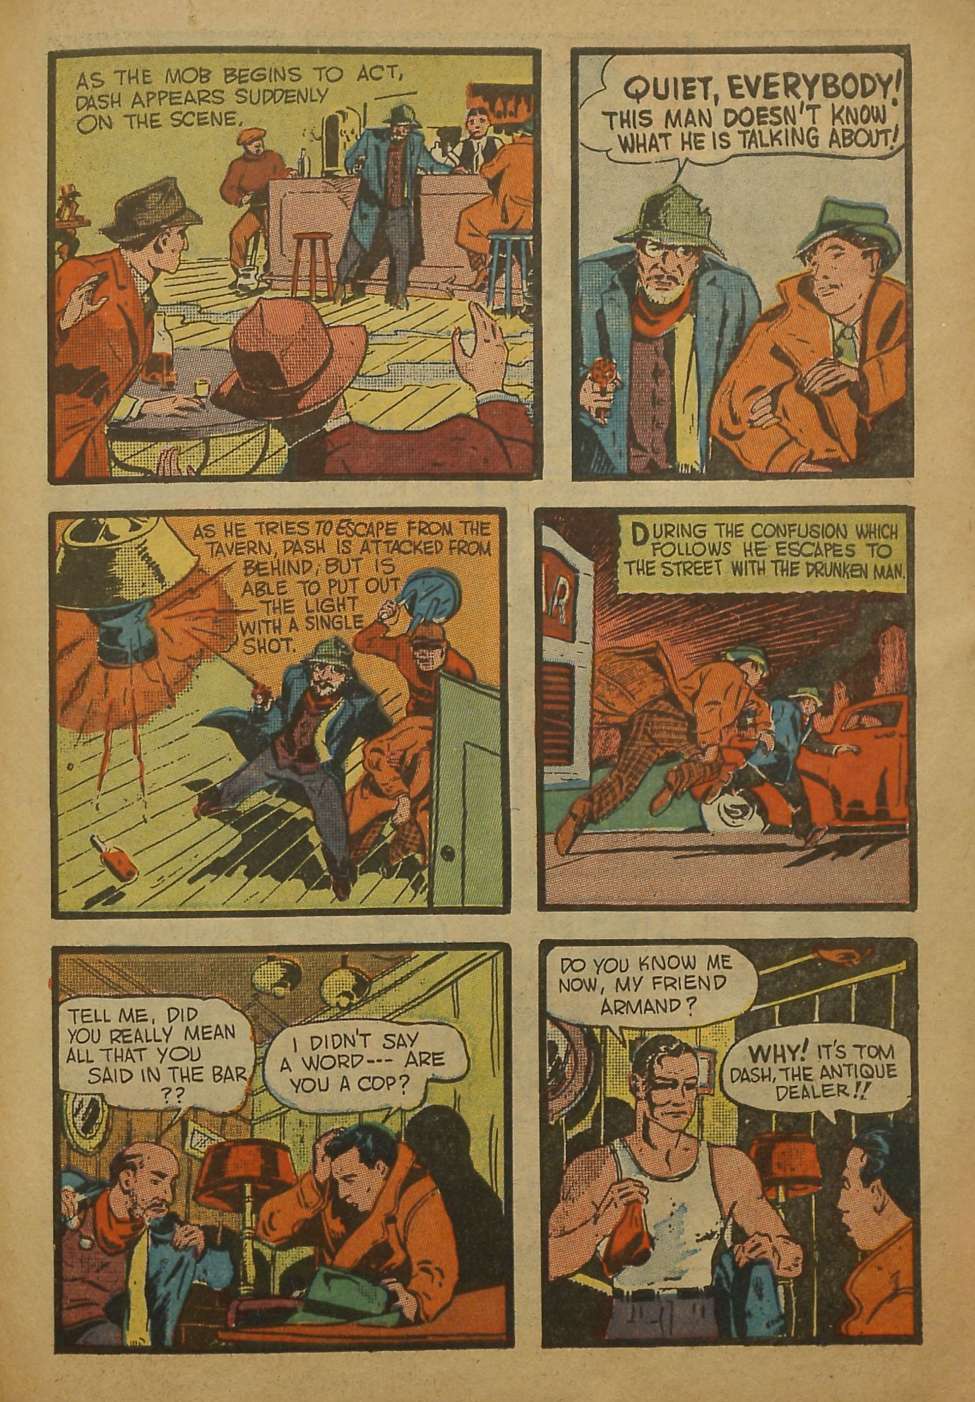 AS THE MOB BEGINS TO ACT,
DASH APPEARS SUDDENLY
ON THE SCENE.
QUIET, EVERYBODY!
THIS MAN DOESN'T KNOW
WHAT HE IS TALKING ABOUT!
AS HE TRIES TO ESCAPE FROM THE
TAVERN, DASH IS ATTACKED FROM
BEHIND; BUT IS
ABLE TO PUT OUT
THE LIGHT
WITH A SINGLE
SHOT.
DURING THE CONFUSION WHICH
FOLLOWS HE ESCAPES TO
THE STREET WITH THE DRUNKEN MAN.
TELL ME, DID
YOU REALLY MEAN
ALL THAT YOU
SAID IN THE BAR
??
I DIDN'T SAY
A WORD--- ARE
YOU A COP?
DO YOU KNOW ME
NOW, MY FRIEND
ARMAND?
WHY! IT'S TOM
DASH, THE ANTIQUE
DEALER!!